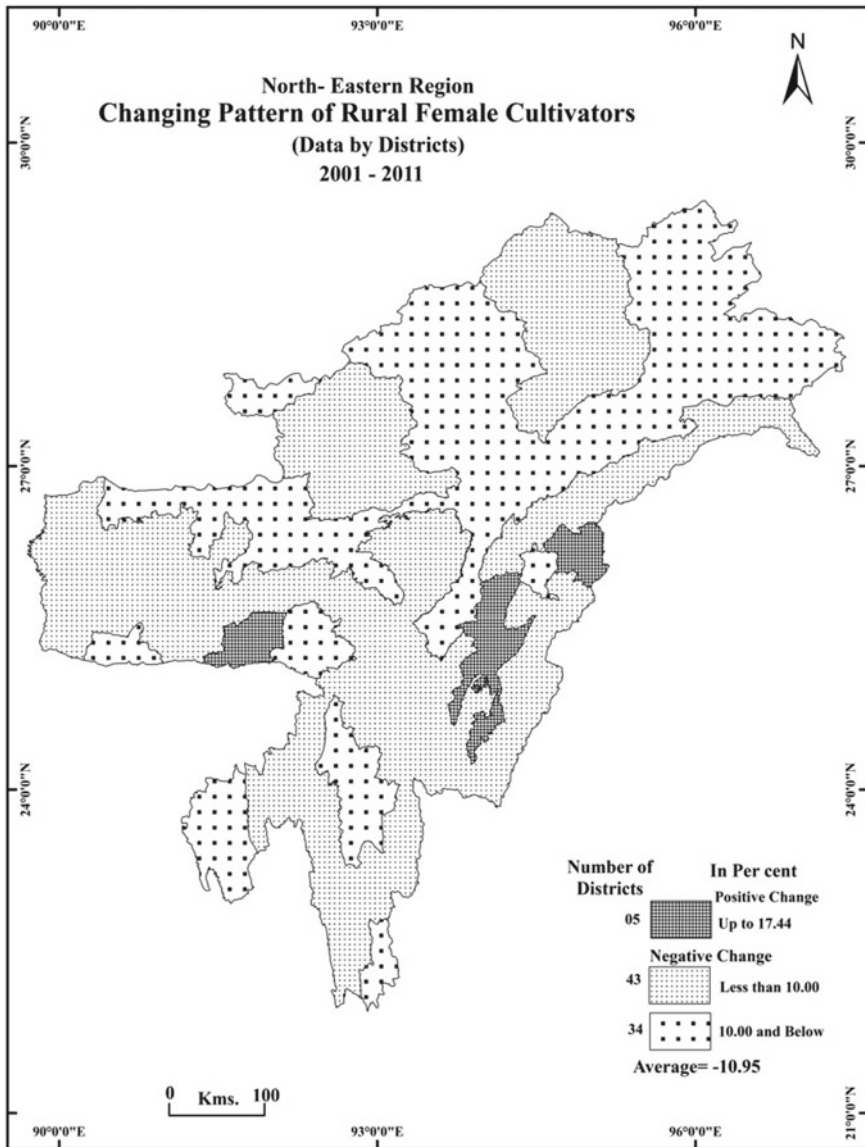 90°0'0"E 93°0'0"E 96°0'0"E
N
North- Eastern Region
Changing Pattern of Rural Female Cultivators
(Data by Districts)
2001 - 2011
30°0'0"N 30°0'0"N
27°0'0"N 27°0'0"N
24°0'0"N 24°0'0"N
Number of Districts
In Per cent
Positive Change
05 Up to 17.44
Negative Change
43 Less than 10.00
34 10.00 and Below
Average= -10.95
0 Kms. 100
21°0'0"N
90°0'0"E 93°0'0"E 96°0'0"E